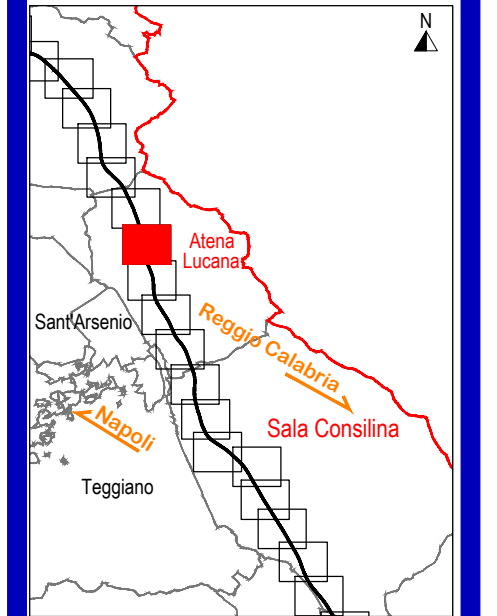 N
Atena
Lucana
Sant'Arsenio
Reggio Calabria
Napoli
Sala Consilina
Teggiano